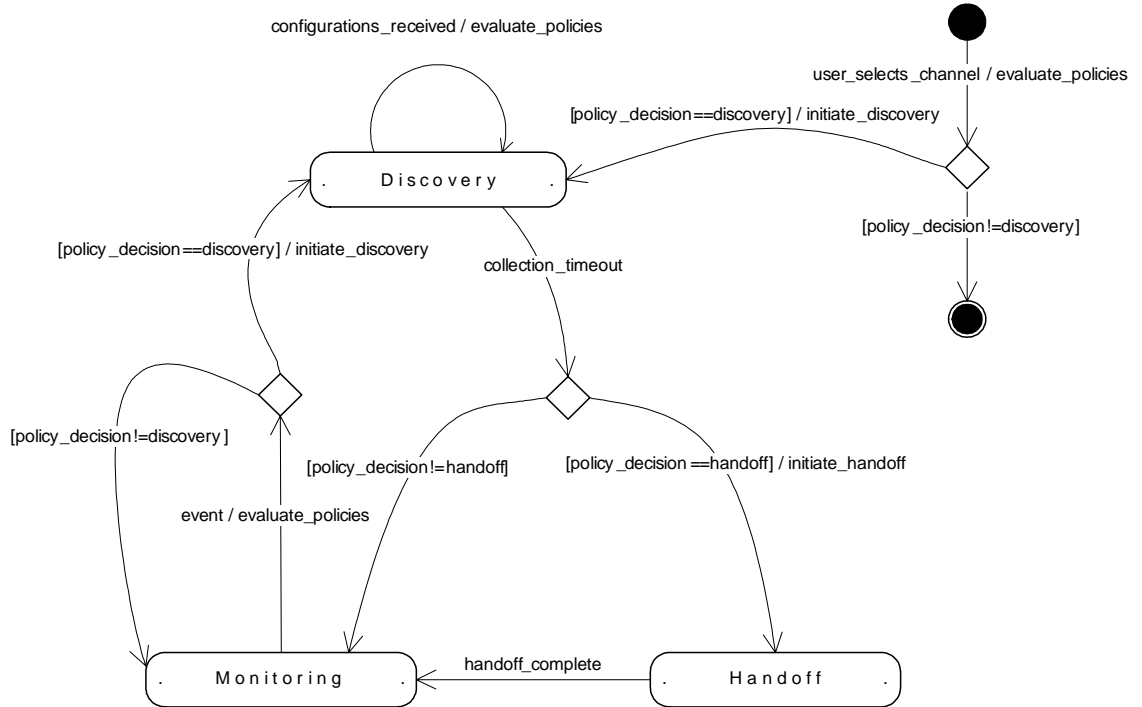 configurations_received / evaluate_policies
user_selects_channel / evaluate_policies
[policy_decision==discovery] / initiate_discovery
. Discovery .
[policy_decision!=discovery]
[policy_decision==discovery] / initiate_discovery
collection_timeout
[policy_decision!=discovery]
[policy_decision!=handoff]
[policy_decision==handoff] / initiate_handoff
event / evaluate_policies
handoff_complete
. Monitoring .
. Handoff .